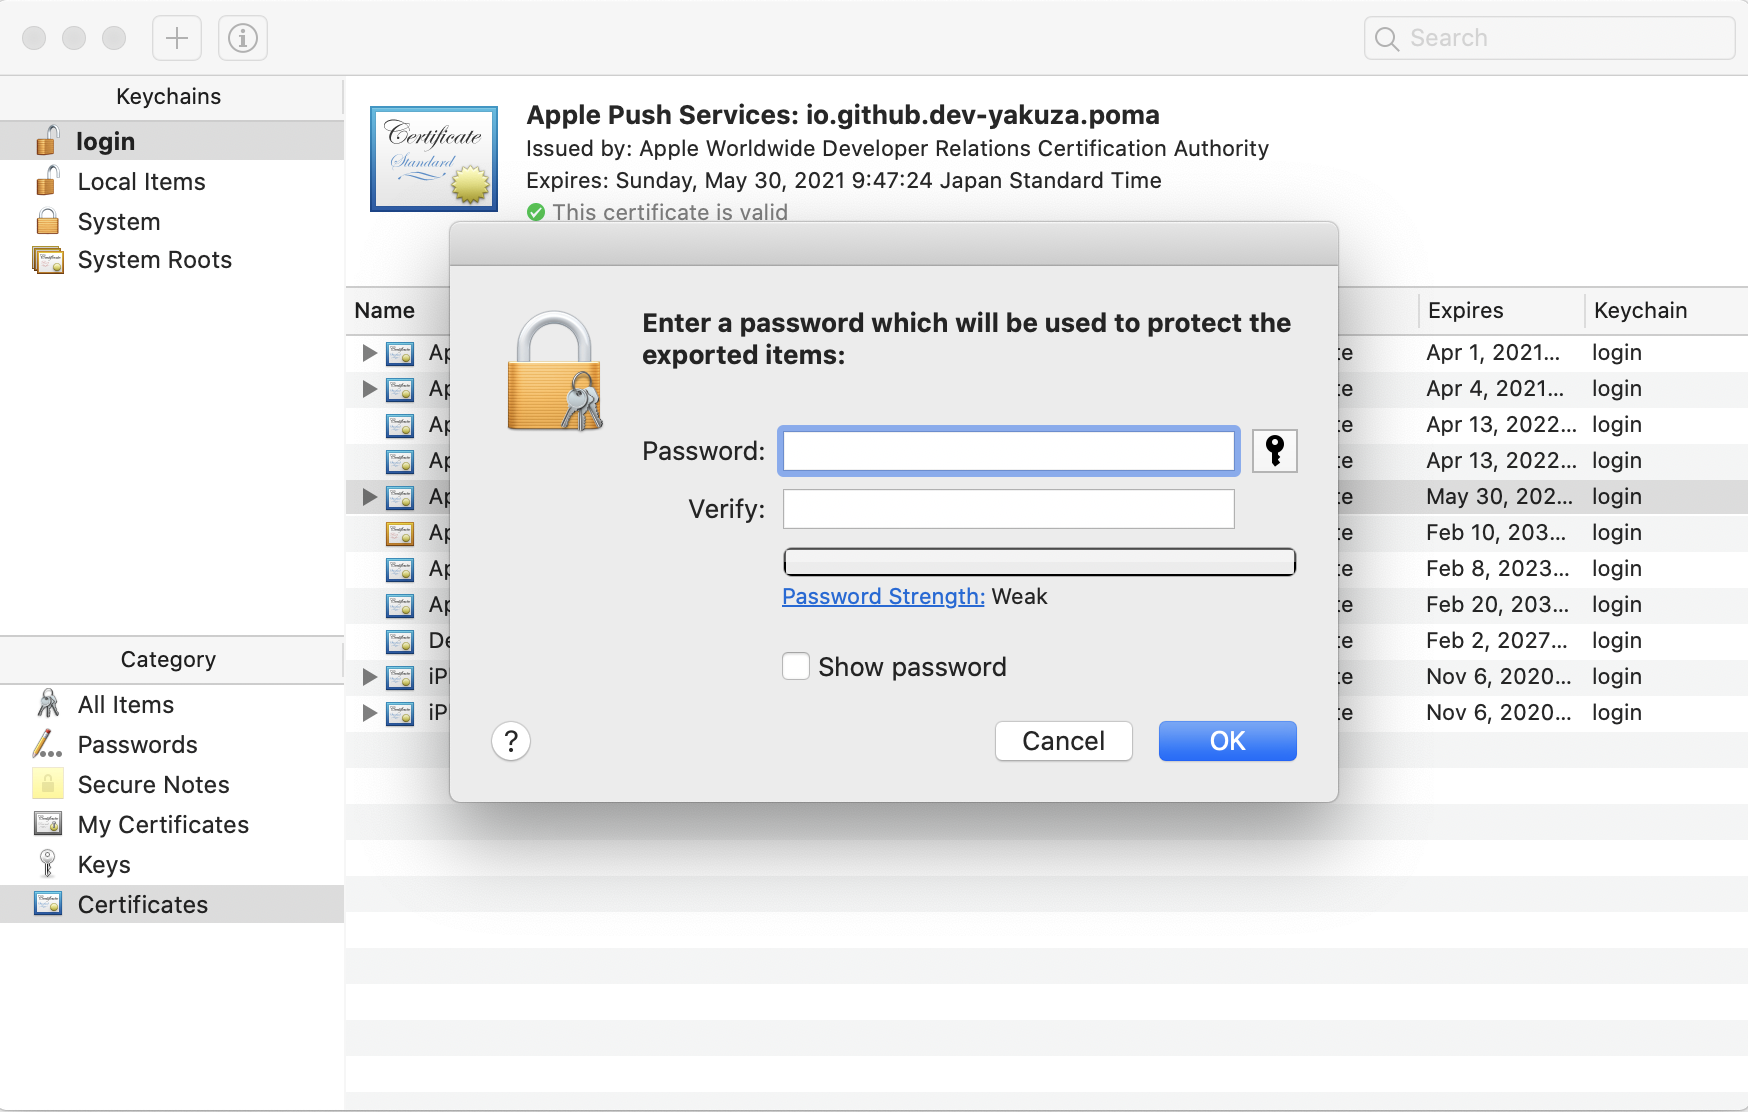 Search
Keychains
login
Local Items
System
System Roots
Category
All Items
Passwords
Secure Notes
My Certificates
Keys
Certificates
Certificate
Standard
Apple Push Services: io.github.dev-yakuza.poma
Issued by: Apple Worldwide Developer Relations Certification Authority
Expires: Sunday, May 30, 2021 9:47:24 Japan Standard Time
This certificate is valid
Name Expires Keychain
Ap te Apr 1, 2021... login
Ap te Apr 4, 2021... login
Ap te Apr 13, 2022... login
Ap te Apr 13, 2022... login
Ap te May 30, 202... login
Ap te Feb 10, 203... login
Ap te Feb 8, 2023... login
Ap te Feb 20, 203... login
De te Feb 2, 2027... login
iP te Nov 6, 2020... login
iP te Nov 6, 2020... login
Enter a password which will be used to protect the
exported items:
Password:
Verify:
Password Strength: Weak
Show password
?
Cancel
OK